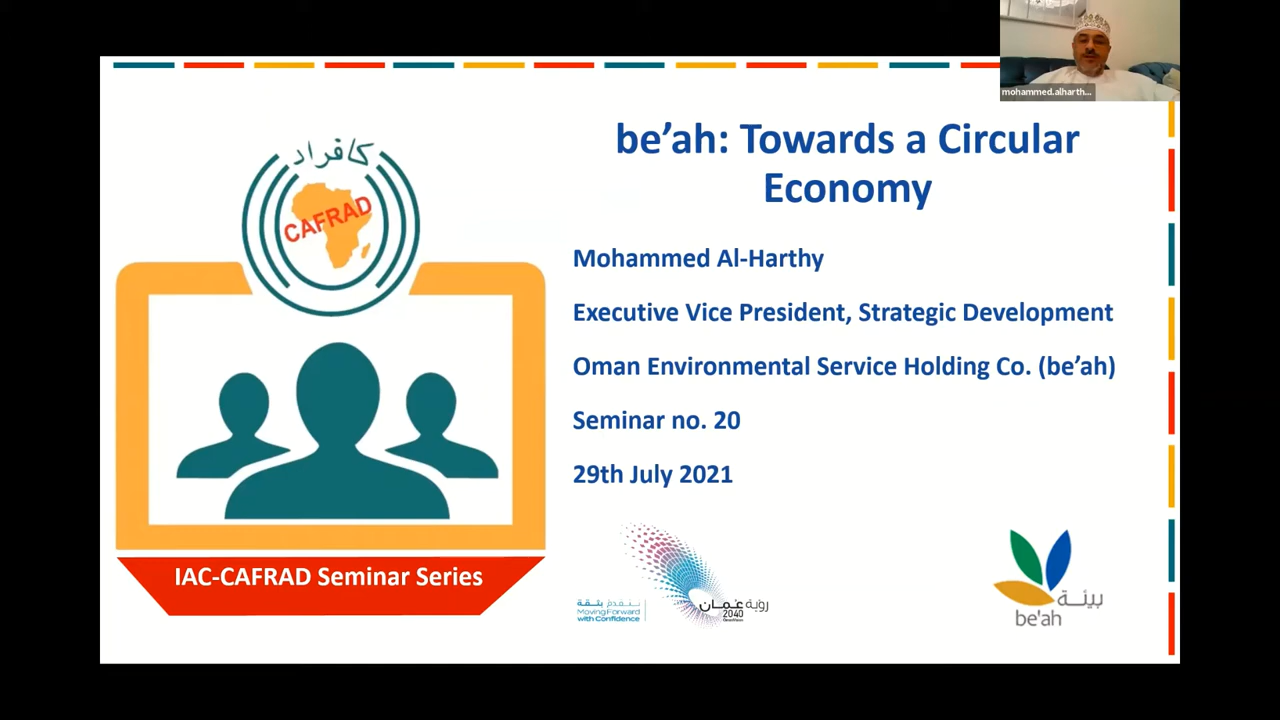 mohammed.alharth...
be’ah: Towards a Circular
Economy
كافراد
CAFRAD
Mohammed Al-Harthy
Executive Vice President, Strategic Development
Oman Environmental Service Holding Co. (be’ah)
Seminar no. 20
29th July 2021
IAC-CAFRAD Seminar Series
نتقدم بثقة
Moving Forward
with Confidence
رؤية عُمان
2040
OmanVision
بيئة
be'ah